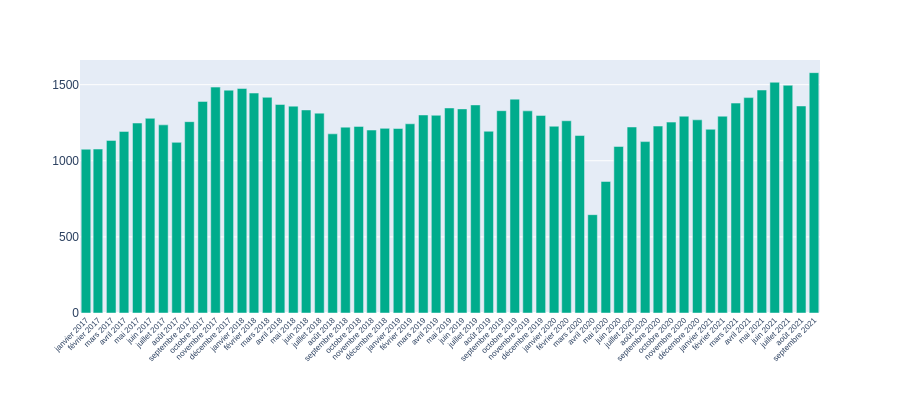 1500
1000
500
0
janvier 2017
février 2017
mars 2017
avril 2017
mai 2017
juin 2017
juillet 2017
août 2017
septembre 2017
octobre 2017
novembre 2017
décembre 2017
janvier 2018
février 2018
mars 2018
avril 2018
mai 2018
juin 2018
juillet 2018
août 2018
septembre 2018
octobre 2018
novembre 2018
décembre 2018
janvier 2019
février 2019
mars 2019
avril 2019
mai 2019
juin 2019
juillet 2019
août 2019
septembre 2019
octobre 2019
novembre 2019
décembre 2019
janvier 2020
février 2020
mars 2020
avril 2020
mai 2020
juin 2020
juillet 2020
août 2020
septembre 2020
octobre 2020
novembre 2020
décembre 2020
janvier 2021
février 2021
mars 2021
avril 2021
mai 2021
juin 2021
juillet 2021
août 2021
septembre 2021